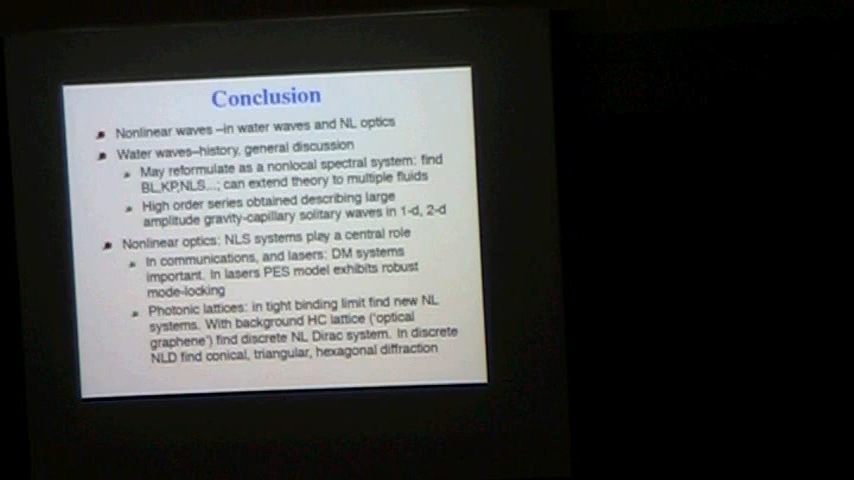 Conclusion
Nonlinear waves –in water waves and NL optics
Water waves–history, general discussion
May reformulate as a nonlocal spectral system: find
BL,KP,NLS...; can extend theory to multiple fluids
High order series obtained describing large
amplitude gravity-capillary solitary waves in 1-d, 2-d
Nonlinear optics: NLS systems play a central role
In communications, and lasers: DM systems
important. In lasers PES model exhibits robust
mode-locking
Photonic lattices: in tight binding limit find new NL
systems. With background HC lattice ('optical
graphene') find discrete NL Dirac system. In discrete
NLD find conical, triangular, hexagonal diffraction